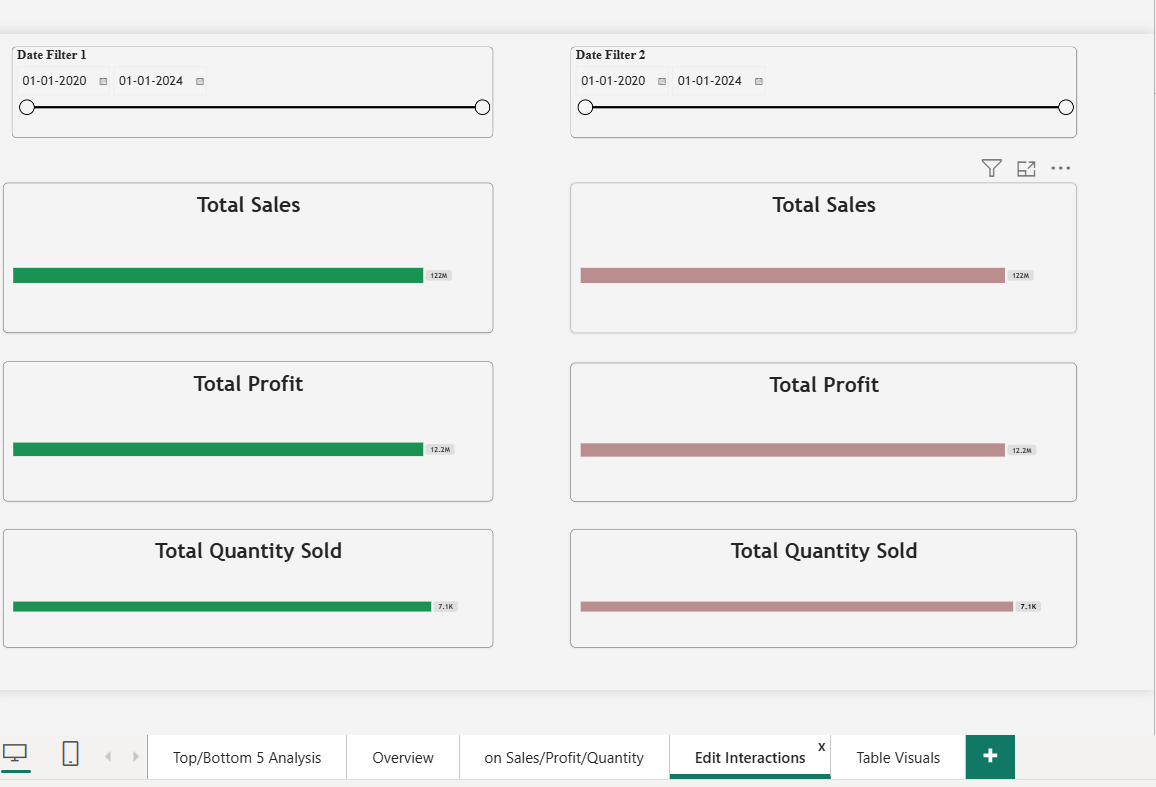 Date Filter 1
01-01-2020 01-01-2024
Date Filter 2
01-01-2020 01-01-2024
Total Sales
122M
Total Sales
122M
Total Profit
12.2M
Total Profit
12.2M
Total Quantity Sold
7.1K
Total Quantity Sold
7.1K
Top/Bottom 5 Analysis
Overview
on Sales/Profit/Quantity
Edit Interactions
x
Table Visuals